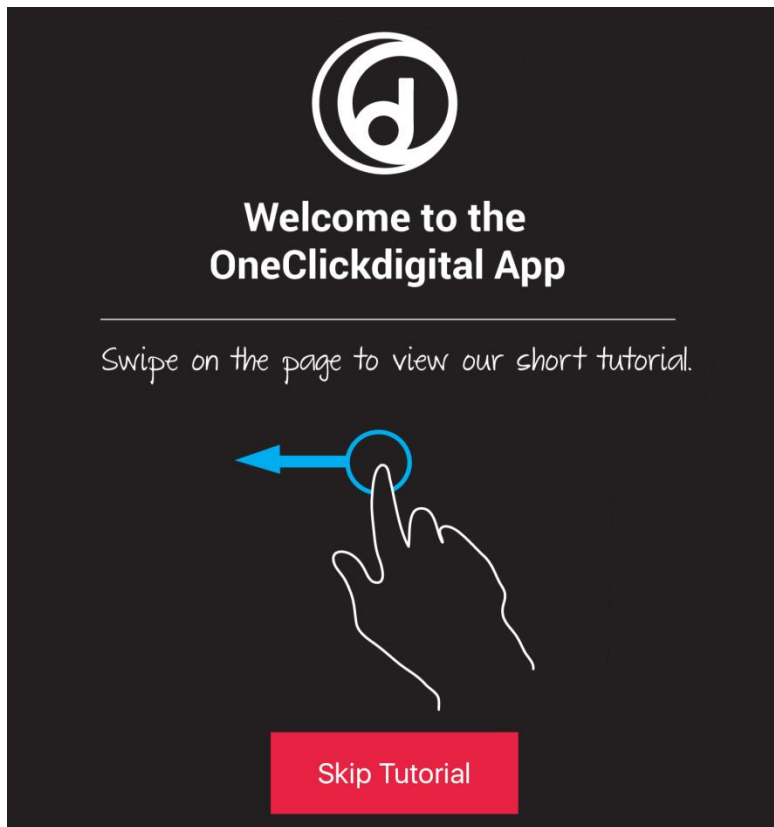 Welcome to the
OneClickdigital App
Swipe on the page to view our short tutorial.
Skip Tutorial